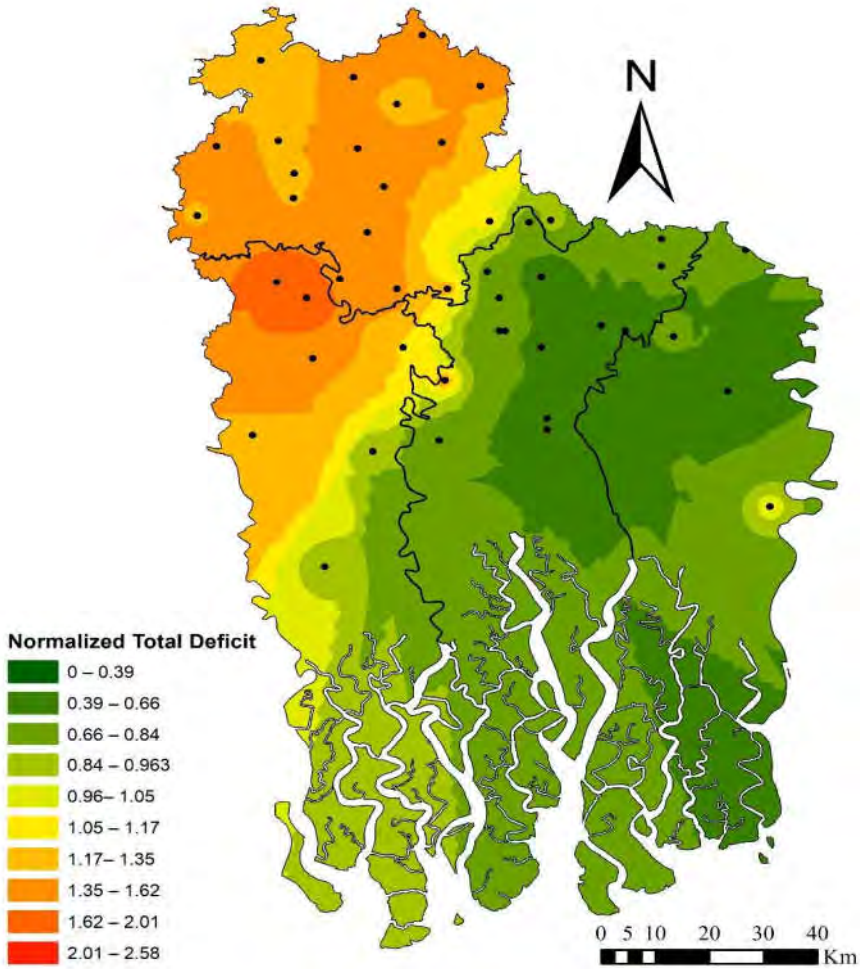 N
Normalized Total Deficit
0 – 0.39
0.39 – 0.66
0.66 – 0.84
0.84 – 0.963
0.96– 1.05
1.05 – 1.17
1.17– 1.35
1.35 – 1.62
1.62 – 2.01
2.01 – 2.58
0 5 10 20 30 40
Km